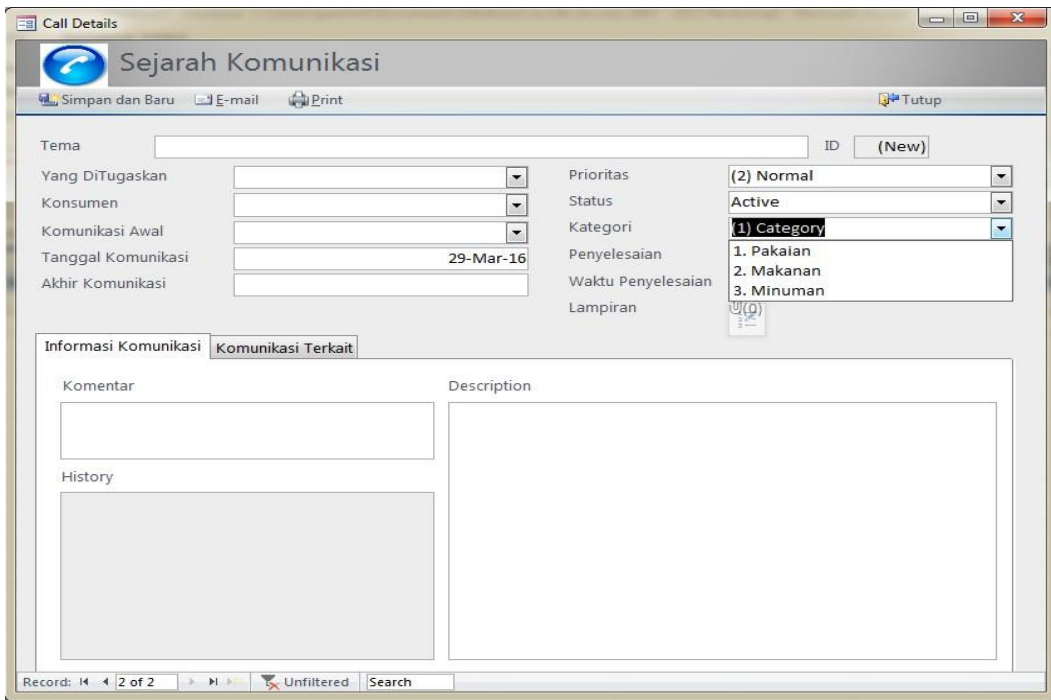 Call Details
Sejarah Komunikasi
Simpan dan Baru E-mail Print Tutup
Tema ID (New)
Yang DiTugaskan Prioritas (2) Normal
Konsumen Status Active
Komunikasi Awal Kategori (1) Category
Tanggal Komunikasi 29-Mar-16 Penyelesaian 1. Pakaian
2. Makanan
Akhir Komunikasi Waktu Penyelesaian 3. Minuman
Lampiran (0)
Informasi Komunikasi Komunikasi Terkait
Komentar Description
History
Record: 2 of 2 Unfiltered Search